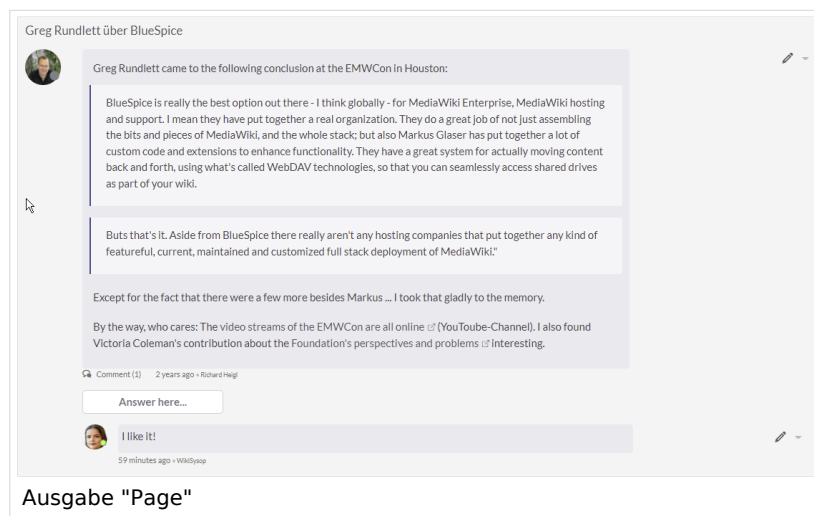 Greg Rundlett über BlueSpice
Greg Rundlett came to the following conclusion at the EMWCon in Houston:
BlueSpice is really the best option out there - I think globally - for MediaWiki Enterprise, MediaWiki hosting
and support. I mean they have put together a real organization. They do a great job of not just assembling
the bits and pieces of MediaWiki, and the whole stack; but also Markus Glaser has put together a lot of
custom code and extensions to enhance functionality. They have a great system for actually moving content
back and forth, using what's called WebDAV technologies, so that you can seamlessly access shared drives
as part of your wiki.
Buts that's it. Aside from BlueSpice there really aren't any hosting companies that put together any kind of
featureful, current, maintained and customized full stack deployment of MediaWiki."
Except for the fact that there were a few more besides Markus ... I took that gladly to the memory.
By the way, who cares: The video streams of the EMWCon are all online (YouToube-Channel). I also found
Victoria Coleman's contribution about the Foundation's perspectives and problems interesting.
Comment (1) 2 years ago • Richard Heigl
Answer here...
I like it!
59 minutes ago • WikiSysop
Ausgabe "Page"